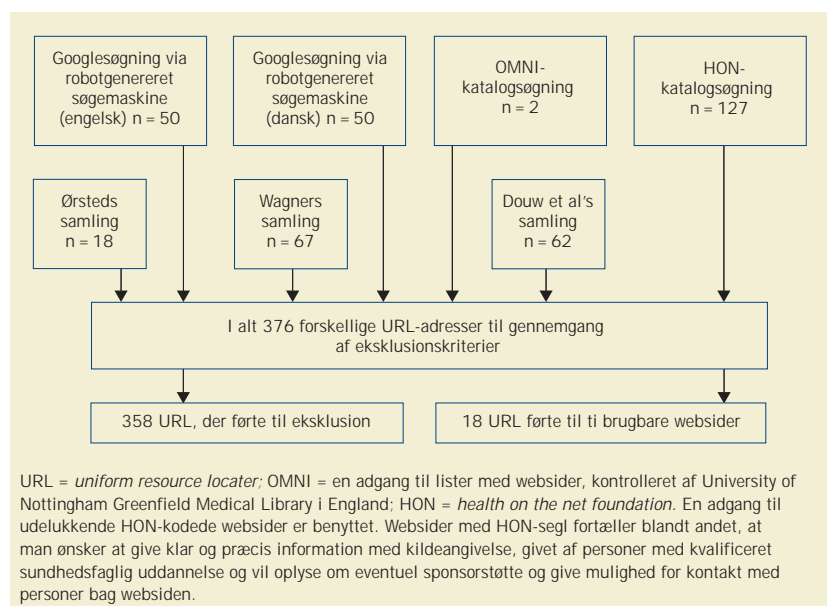 Googlesøgning via
robotgenereret
søgemaskine
(engelsk) n = 50
Googlesøgning via
robotgenereret
søgemaskine
(dansk) n = 50
OMNI-
katalogsøgning
n = 2
HON-
katalogsøgning
n = 127
Ørsteds
samling
n = 18
Wagners
samling
n = 67
Douw et al's
samling
n = 62
I alt 376 forskellige URL-adresser til gennemgang
af eksklusionskriterier
358 URL, der førte til eksklusion
18 URL førte til ti brugbare websider
URL = uniform resource locater; OMNI = en adgang til lister med websider, kontrolleret af University of
Nottingham Greenfield Medical Library i England; HON = health on the net foundation. En adgang til
udelukkende HON-kodede websider er benyttet. Websider med HON-segl fortæller blandt andet, at
man ønsker at give klar og præcis information med kildeangivelse, givet af personer med kvalificeret
sundhedsfaglig uddannelse og vil oplyse om eventuel sponsorstøtte og give mulighed for kontakt med
personer bag websiden.